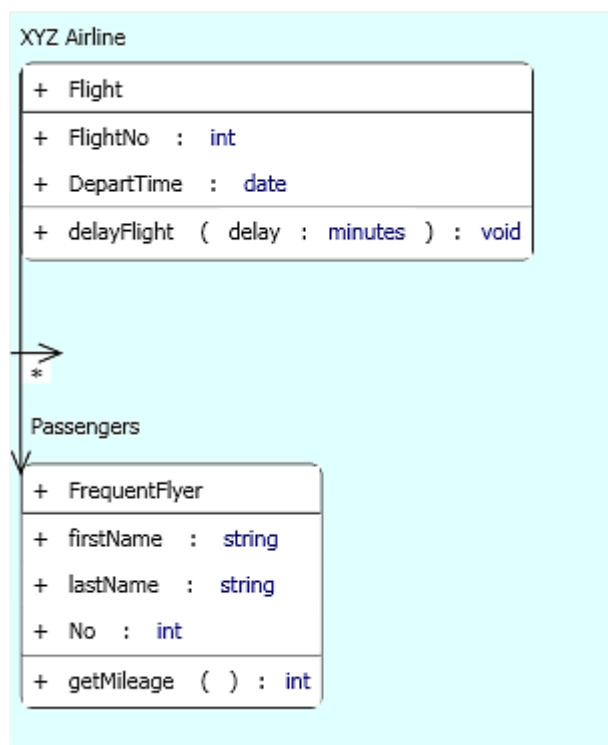 XYZ Airline
+ Flight
+ FlightNo : int
+ DepartTime : date
+ delayFlight ( delay : minutes ) : void
*
Passengers
+ FrequentFlyer
+ firstName : string
+ lastName : string
+ No : int
+ getMileage ( ) : int